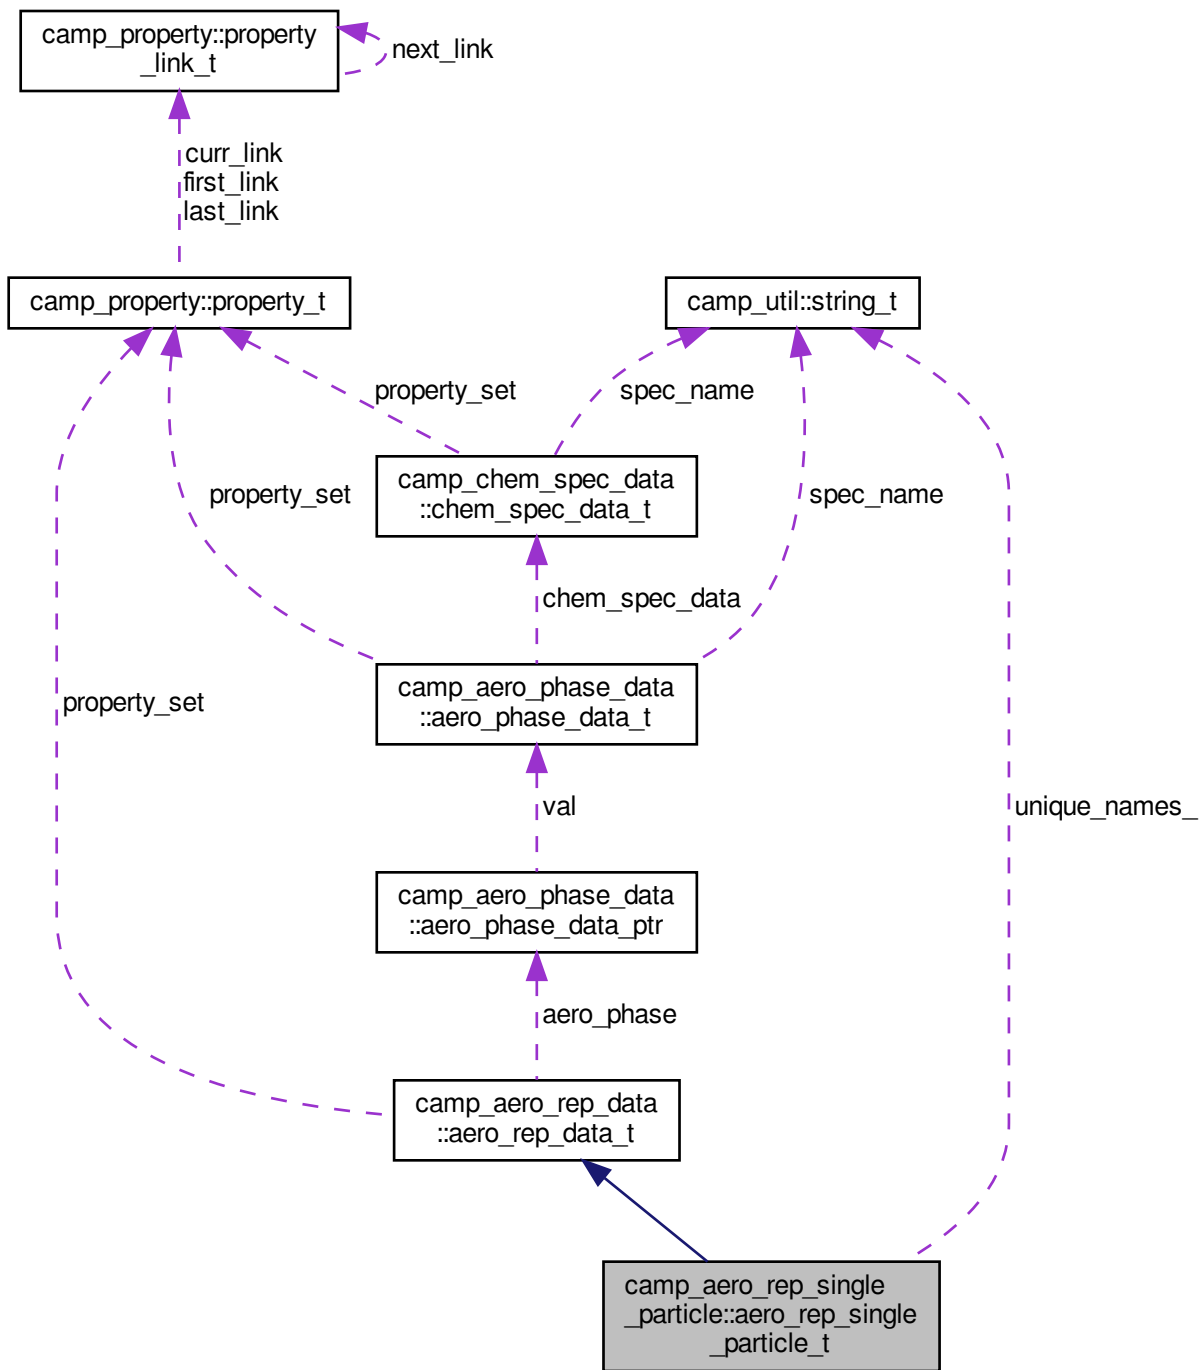 camp_property::property
_link_t
next_link
curr_link
first_link
last_link
camp_property::property_t
camp_util::string_t
property_set
spec_name
camp_chem_spec_data
::chem_spec_data_t
property_set
spec_name
chem_spec_data
camp_aero_phase_data
::aero_phase_data_t
property_set
val
unique_names_
camp_aero_phase_data
::aero_phase_data_ptr
aero_phase
camp_aero_rep_data
::aero_rep_data_t
camp_aero_rep_single
_particle::aero_rep_single
_particle_t